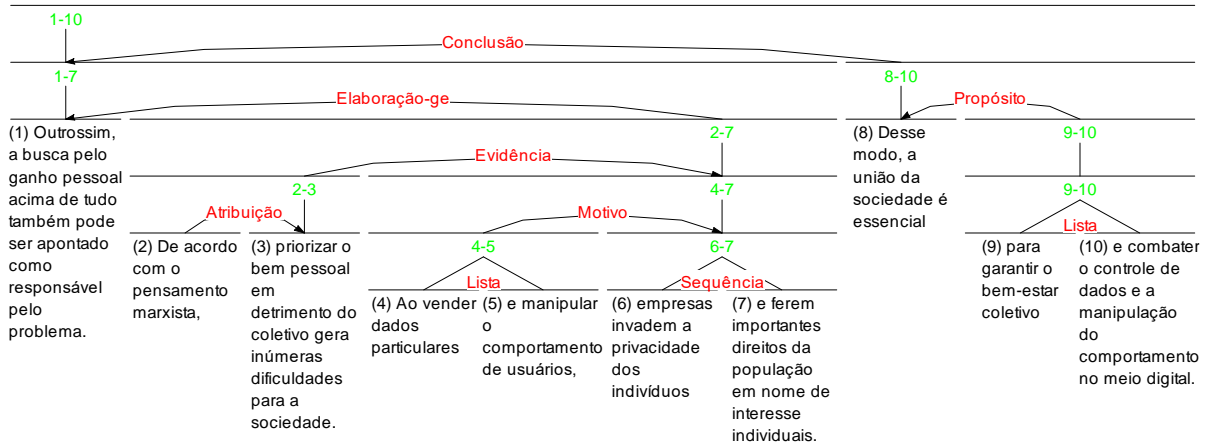 1-10
Conclusão
1-7
8-10
Elaboração-ge
Propósito
(1) Outrossim,
a busca pelo
ganho pessoal
acima de tudo
também pode
ser apontado
como
responsável
pelo
problema.
2-7
(8) Desse
modo, a
união da
sociedade é
essencial
9-10
Evidência
2-3
4-7
9-10
Atribuição
Motivo
Lista
(2) De acordo
com o
pensamento
marxista,
(3) priorizar o
bem pessoal
em
detrimento do
coletivo gera
inúmeras
dificuldades
para a
sociedade.
4-5
6-7
(9) para
garantir o
bem-estar
coletivo
(10) e combater
o controle de
dados e a
manipulação
do
comportamento
no meio digital.
Lista
Sequência
(4) Ao vender
dados
particulares
(5) e manipular
o
comportamento
de usuários,
(6) empresas
invadem a
privacidade
dos
indivíduos
(7) e ferem
importantes
direitos da
população
em nome de
interesse
individuais.